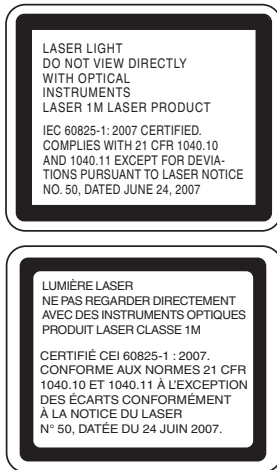 LASER LIGHT
DO NOT VIEW DIRECTLY
WITH OPTICAL
INSTRUMENTS
LASER 1M LASER PRODUCT
IEC 60825-1: 2007 CERTIFIED.
COMPLIES WITH 21 CFR 1040.10
AND 1040.11 EXCEPT FOR DEVIA-
TIONS PURSUANT TO LASER NOTICE
NO. 50, DATED JUNE 24, 2007
LUMIÈRE LASER
NE PAS REGARDER DIRECTEMENT
AVEC DES INSTRUMENTS OPTIQUES
PRODUIT LASER CLASSE 1M
CERTIFIÉ CEI 60825-1 : 2007.
CONFORME AUX NORMES 21 CFR
1040.10 ET 1040.11 À L'EXCEPTION
DES ÉCARTS CONFORMÉMENT
À LA NOTICE DU LASER
N° 50, DATÉE DU 24 JUIN 2007.